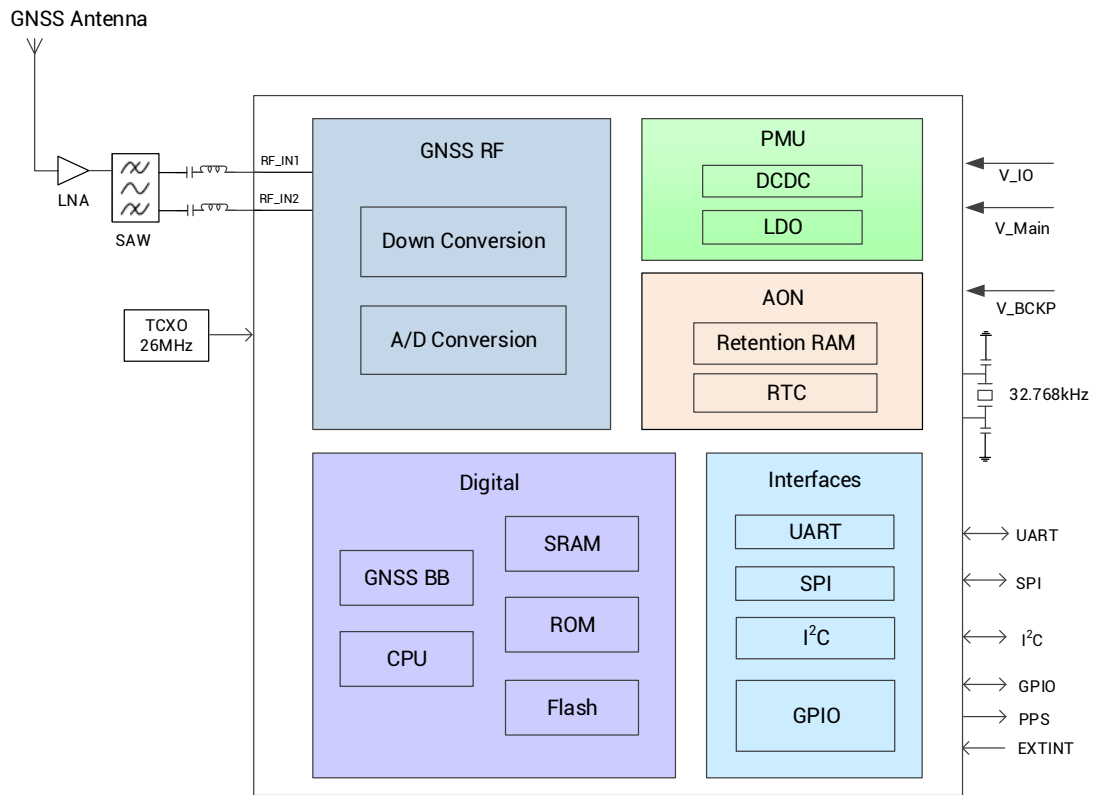 GNSS Antenna
LNA
SAW
RF_IN1
RF_IN2
TCXO
26MHz
GNSS RF
Down Conversion
A/D Conversion
PMU
DCDC
LDO
AON
Retention RAM
RTC
V_IO
V_Main
V_BCKP
32.768kHz
Digital
GNSS BB
CPU
SRAM
ROM
Flash
Interfaces
UART
SPI
I²C
GPIO
UART
SPI
I²C
GPIO
PPS
EXTINT